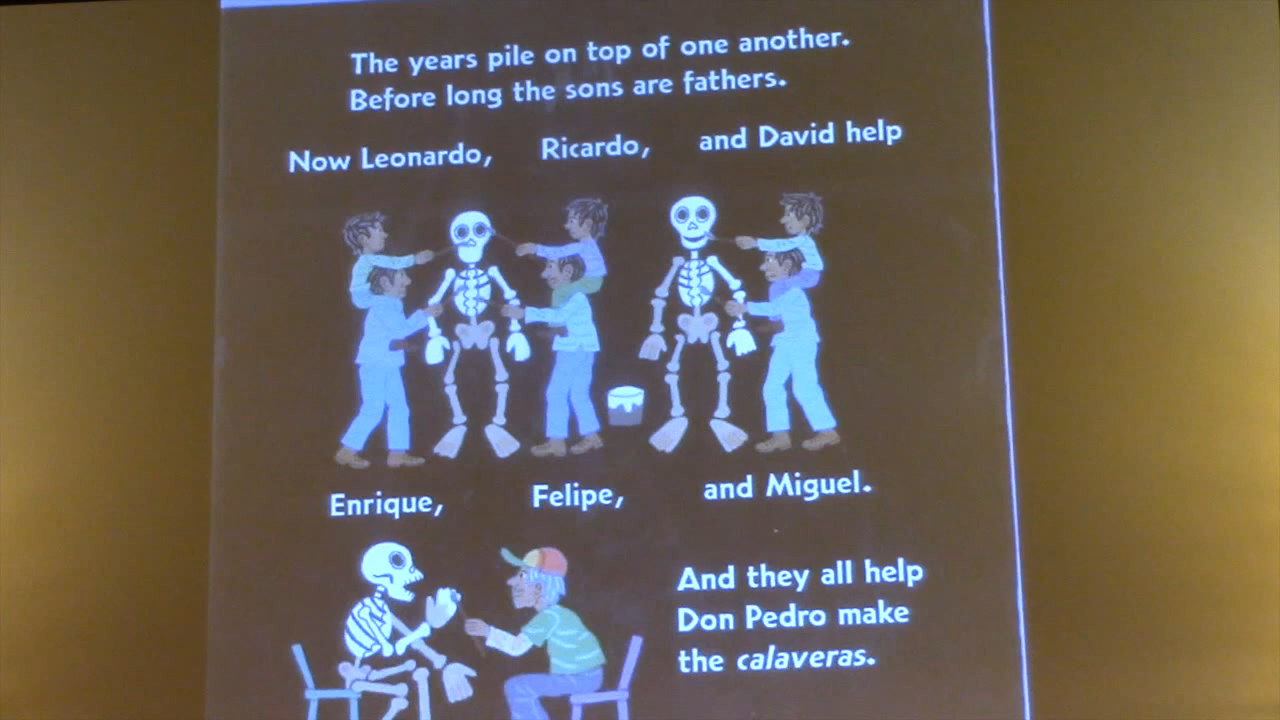 The years pile on top of one another.
Before long the sons are fathers.
Now Leonardo, Ricardo, and David help
Enrique, Felipe, and Miguel.
And they all help
Don Pedro make
the calaveras.